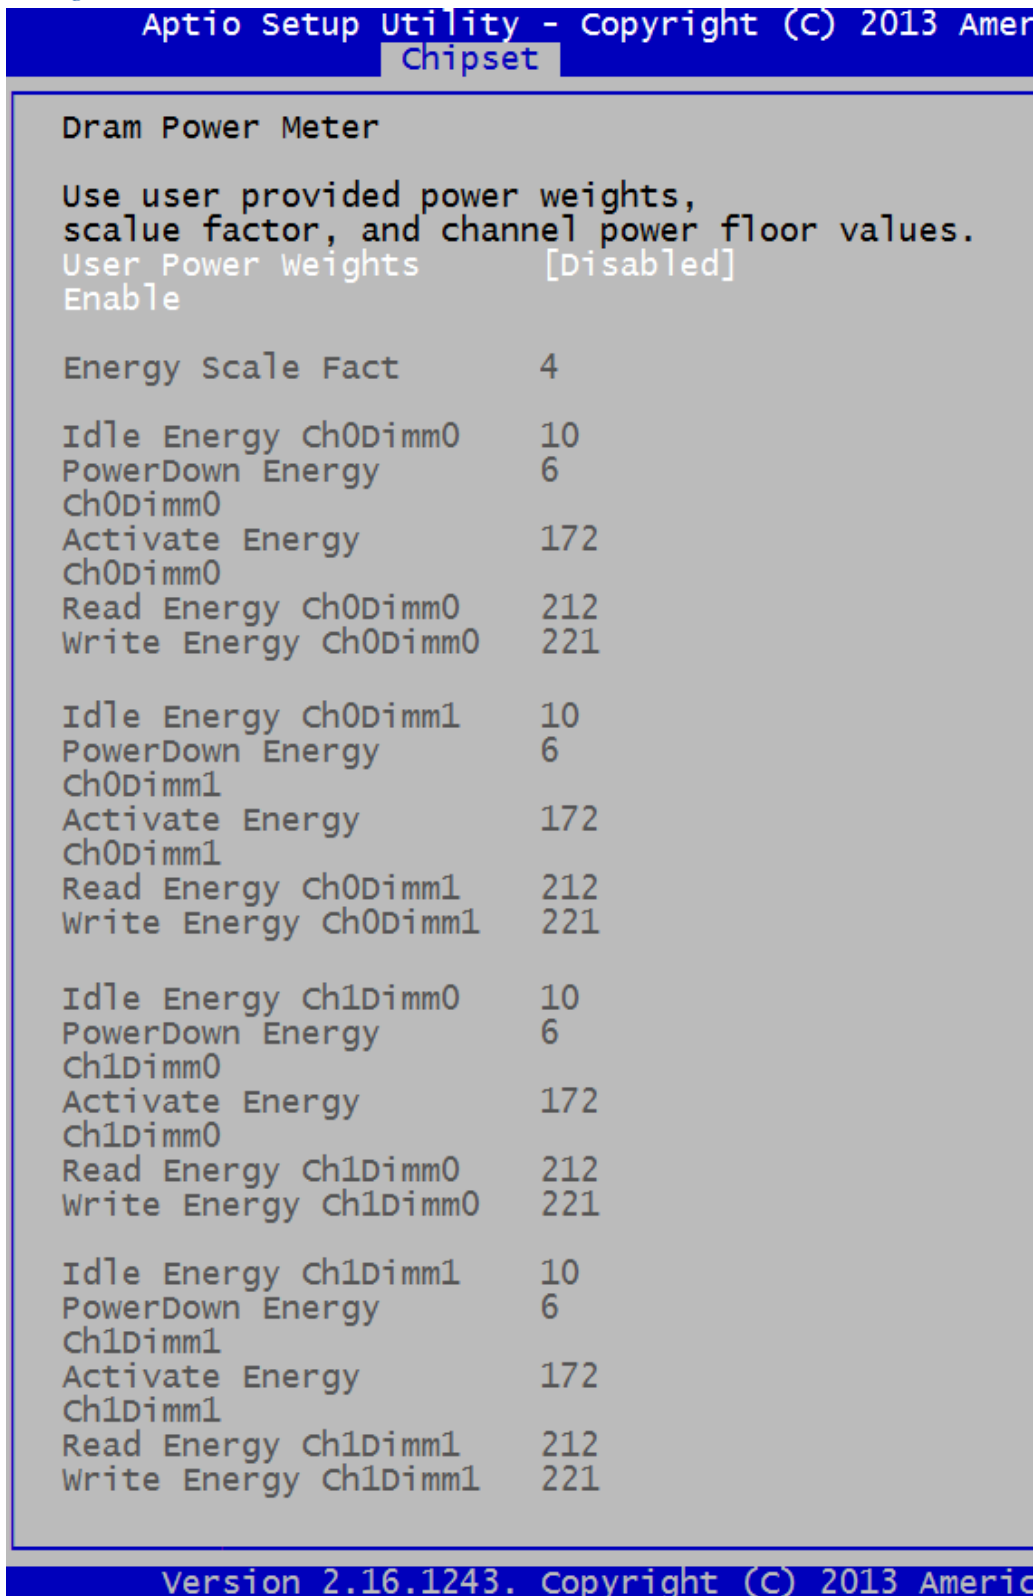 Aptio Setup Utility - Copyright (C) 2013 Amer
Chipset
Dram Power Meter
Use user provided power weights,
scalue factor, and channel power floor values.
User Power Weights [Disabled]
Enable
Energy Scale Fact 4
Idle Energy Ch0Dimm0 10
PowerDown Energy 6
Ch0Dimm0
Activate Energy 172
Ch0Dimm0
Read Energy Ch0Dimm0 212
Write Energy Ch0Dimm0 221
Idle Energy Ch0Dimm1 10
PowerDown Energy 6
Ch0Dimm1
Activate Energy 172
Ch0Dimm1
Read Energy Ch0Dimm1 212
Write Energy Ch0Dimm1 221
Idle Energy Ch1Dimm0 10
PowerDown Energy 6
Ch1Dimm0
Activate Energy 172
Ch1Dimm0
Read Energy Ch1Dimm0 212
Write Energy Ch1Dimm0 221
Idle Energy Ch1Dimm1 10
PowerDown Energy 6
Ch1Dimm1
Activate Energy 172
Ch1Dimm1
Read Energy Ch1Dimm1 212
Write Energy Ch1Dimm1 221
Version 2.16.1243. Copyright (C) 2013 Americ